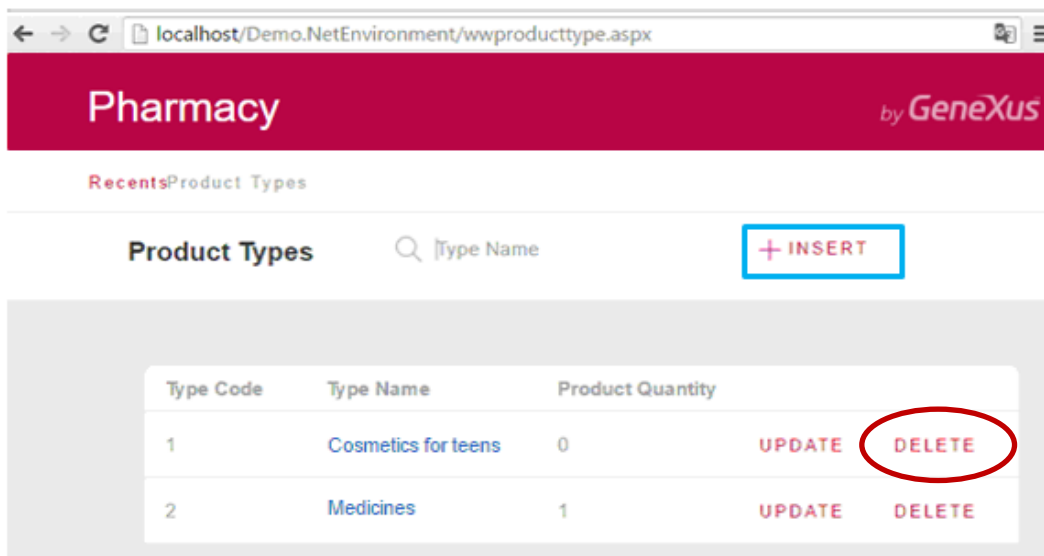 localhost/Demo.NetEnvironment/wwproducttype.aspx
Pharmacy by GeneXus
RecentsProduct Types
Product Types Type Name INSERT
Type Code Type Name Product Quantity
1 Cosmetics for teens 0 UPDATE DELETE
2 Medicines 1 UPDATE DELETE